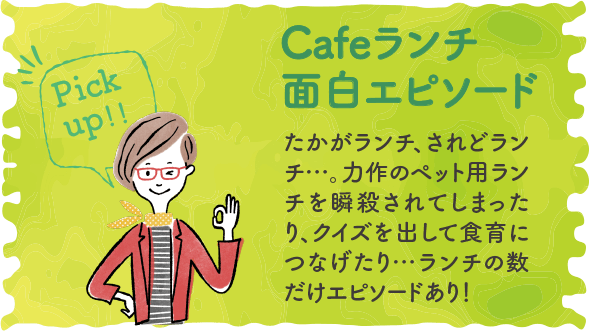 Pick
up!!
Cafeランチ
面白エピソード
たかがランチ、されどラン
チ…。力作のペット用ラン
チを瞬殺されてしまった
り、クイズを出して食育に
つなげたり…ランチの数
だけエピソードあり!